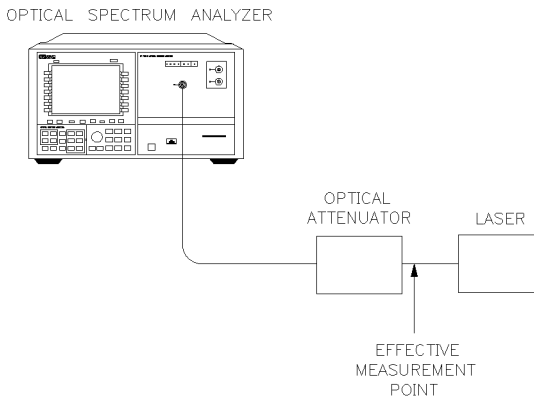 OPTICAL SPECTRUM ANALYZER
OPTICAL
ATTENUATOR
LASER
EFFECTIVE
MEASUREMENT
POINT